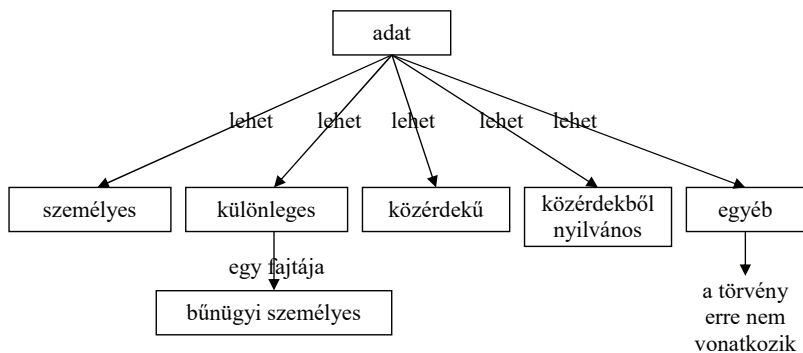 adat
lehet lehet lehet lehet lehet
személyes
különleges
közérdekű
közérdekből
nyilvános
egyéb
egy fajtája
bűnügyi személyes
a törvény
erre nem
vonatkozik